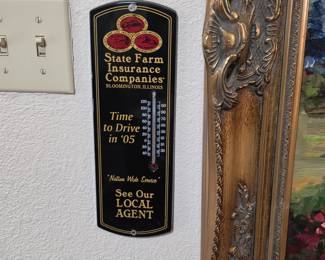 State Farm
Insurance
Companies
BLOOMINGTON, ILLINOIS
Time
to Drive
in '05
"Nation Wide Service"
See Our
LOCAL
AGENT